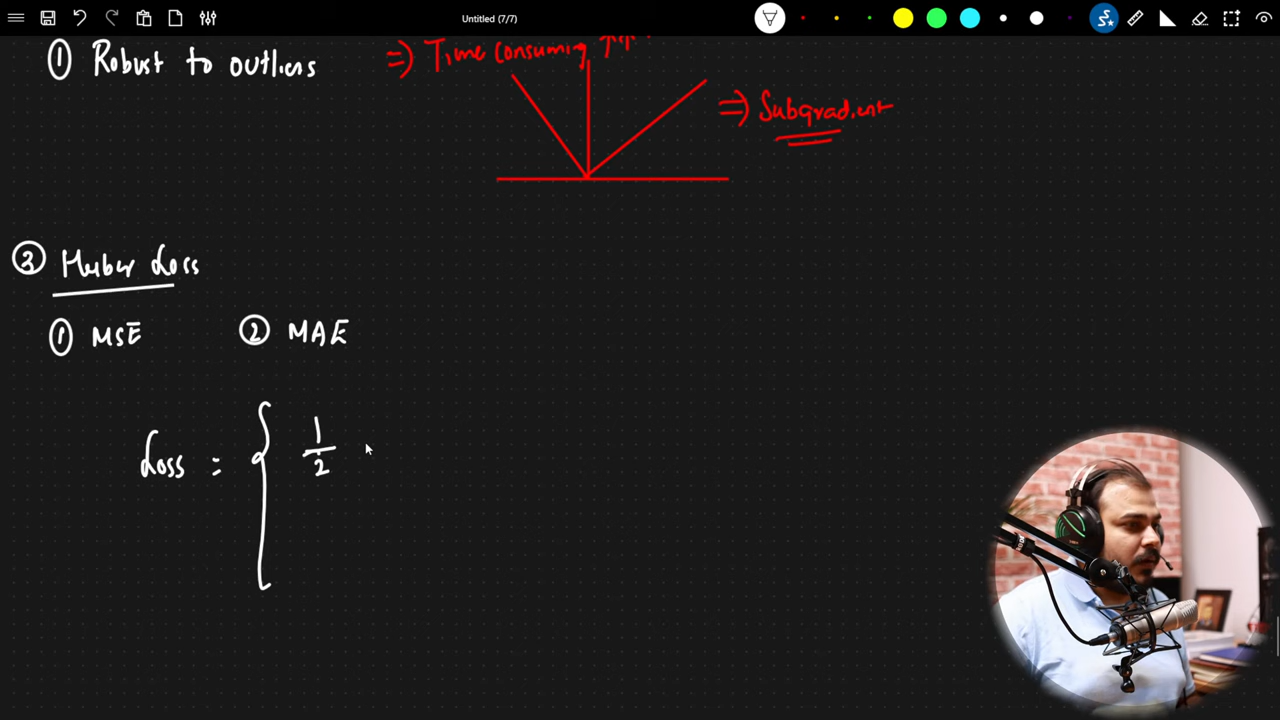 Untitled (7/7)
① Robust to outliers
⇒ Time Consuming
⇒ Subgradient
③ Huber Loss
① MSE ② MAE
Loss = { 1/2